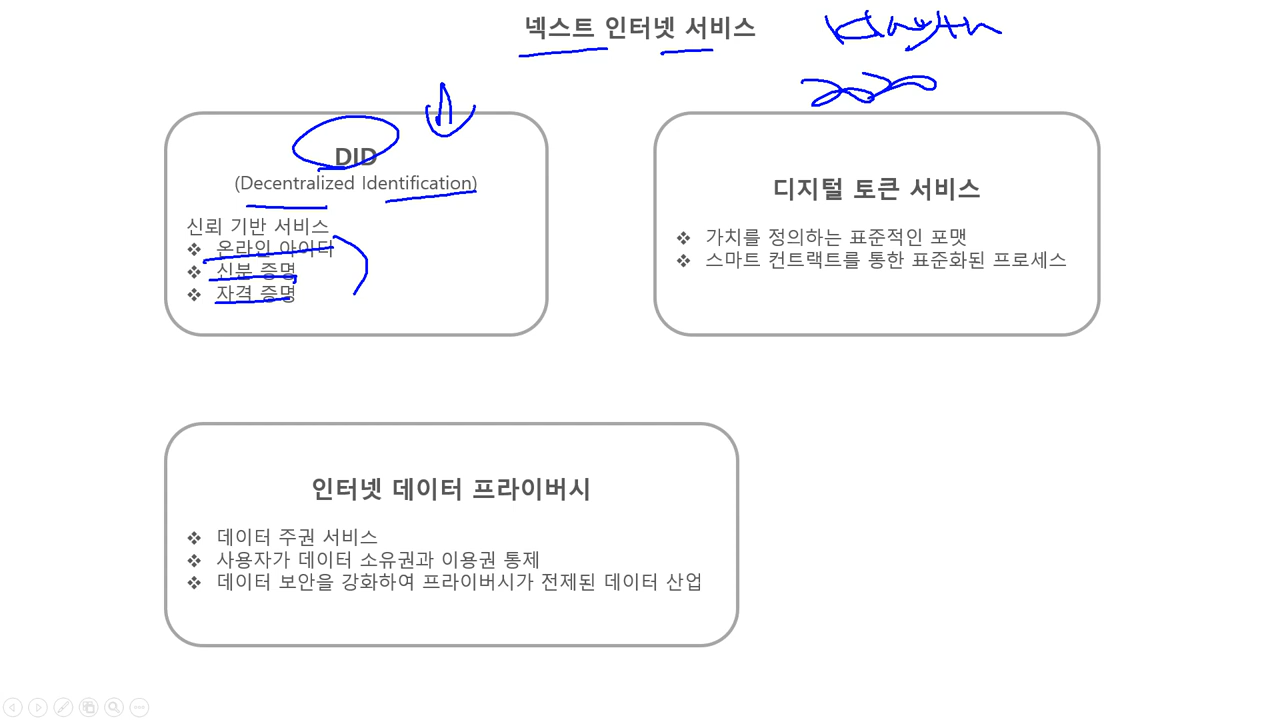 넥스트 인터넷 서비스
DID
(Decentralized Identification)
신뢰 기반 서비스
❖ 온라인 아이디
❖ 신분 증명
❖ 자격 증명
디지털 토큰 서비스
❖ 가치를 정의하는 표준적인 포맷
❖ 스마트 컨트랙트를 통한 표준화된 프로세스
인터넷 데이터 프라이버시
❖ 데이터 주권 서비스
❖ 사용자가 데이터 소유권과 이용권 통제
❖ 데이터 보안을 강화하여 프라이버시가 전제된 데이터 산업